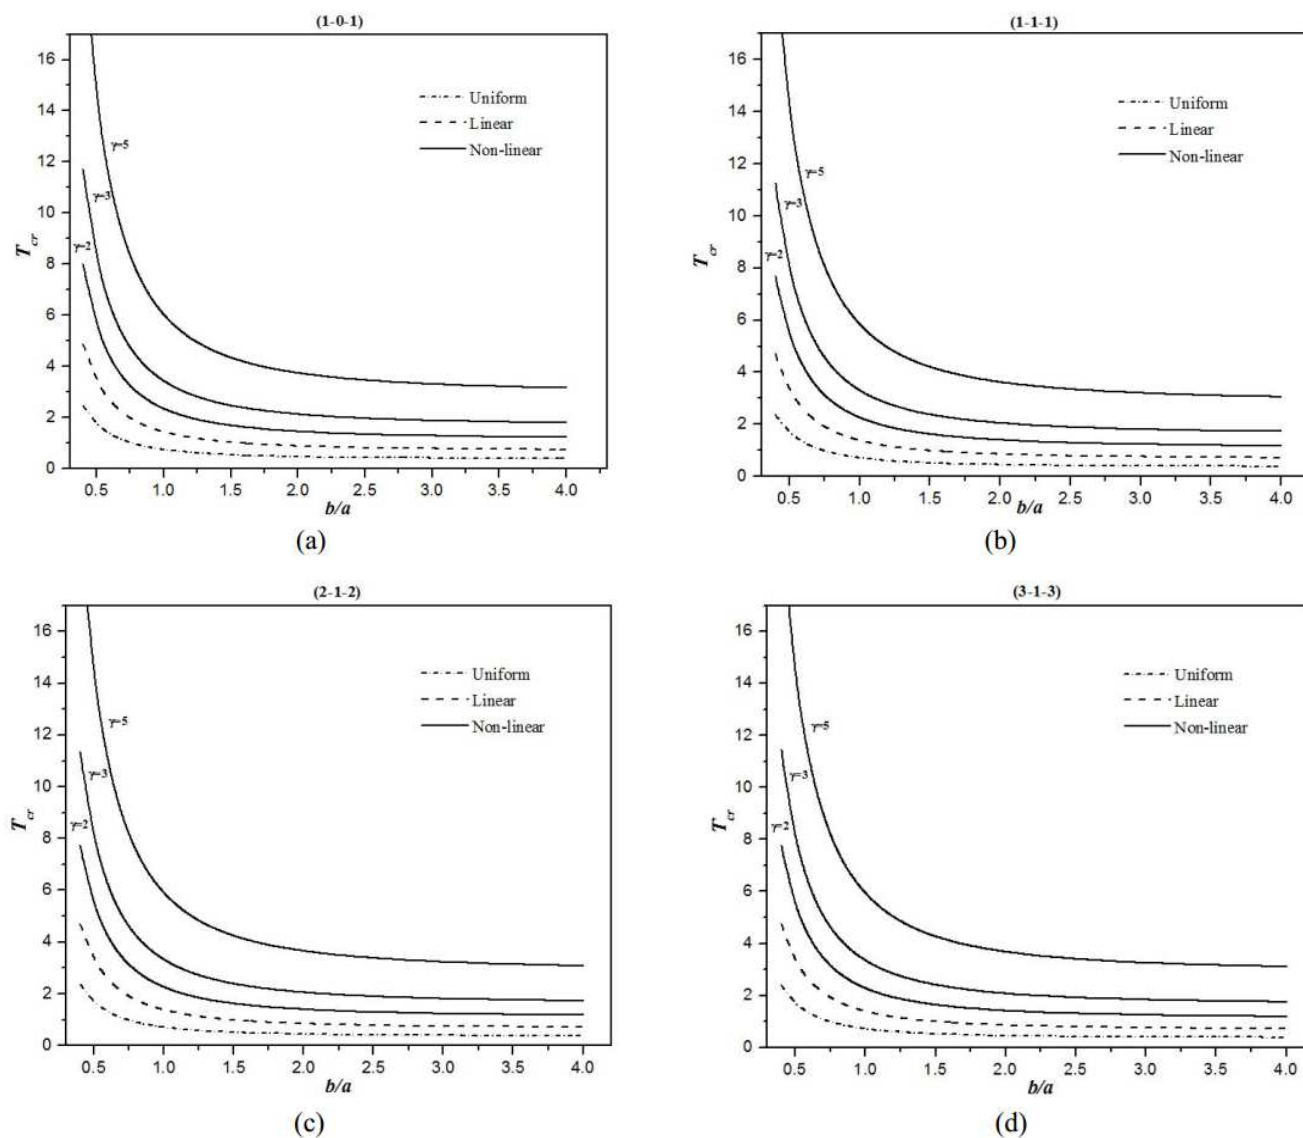 (1-0-1)
16
14
12
10
8
6
4
2
0
T_cr
γ=5
γ=3
γ=2
Uniform
Linear
Non-linear
0.5 1.0 1.5 2.0 2.5 3.0 3.5 4.0
b/a
(a)
(1-1-1)
16
14
12
10
8
6
4
2
0
T_cr
γ=5
γ=3
γ=2
Uniform
Linear
Non-linear
0.5 1.0 1.5 2.0 2.5 3.0 3.5 4.0
b/a
(b)
(2-1-2)
16
14
12
10
8
6
4
2
0
T_cr
γ=5
γ=3
γ=2
Uniform
Linear
Non-linear
0.5 1.0 1.5 2.0 2.5 3.0 3.5 4.0
b/a
(c)
(3-1-3)
16
14
12
10
8
6
4
2
0
T_cr
γ=5
γ=3
γ=2
Uniform
Linear
Non-linear
0.5 1.0 1.5 2.0 2.5 3.0 3.5 4.0
b/a
(d)